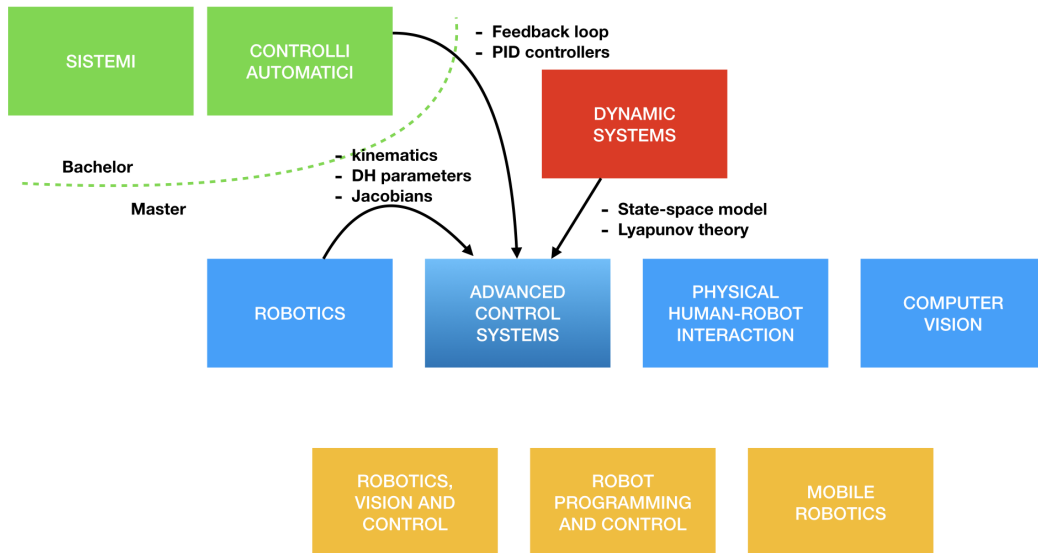 SISTEMI
CONTROLLI
AUTOMATICI
- Feedback loop
- PID controllers
DYNAMIC
SYSTEMS
Bachelor
Master
- kinematics
- DH parameters
- Jacobians
- State-space model
- Lyapunov theory
ROBOTICS
ADVANCED
CONTROL
SYSTEMS
PHYSICAL
HUMAN-ROBOT
INTERACTION
COMPUTER
VISION
ROBOTICS,
VISION AND
CONTROL
ROBOT
PROGRAMMING
AND CONTROL
MOBILE
ROBOTICS